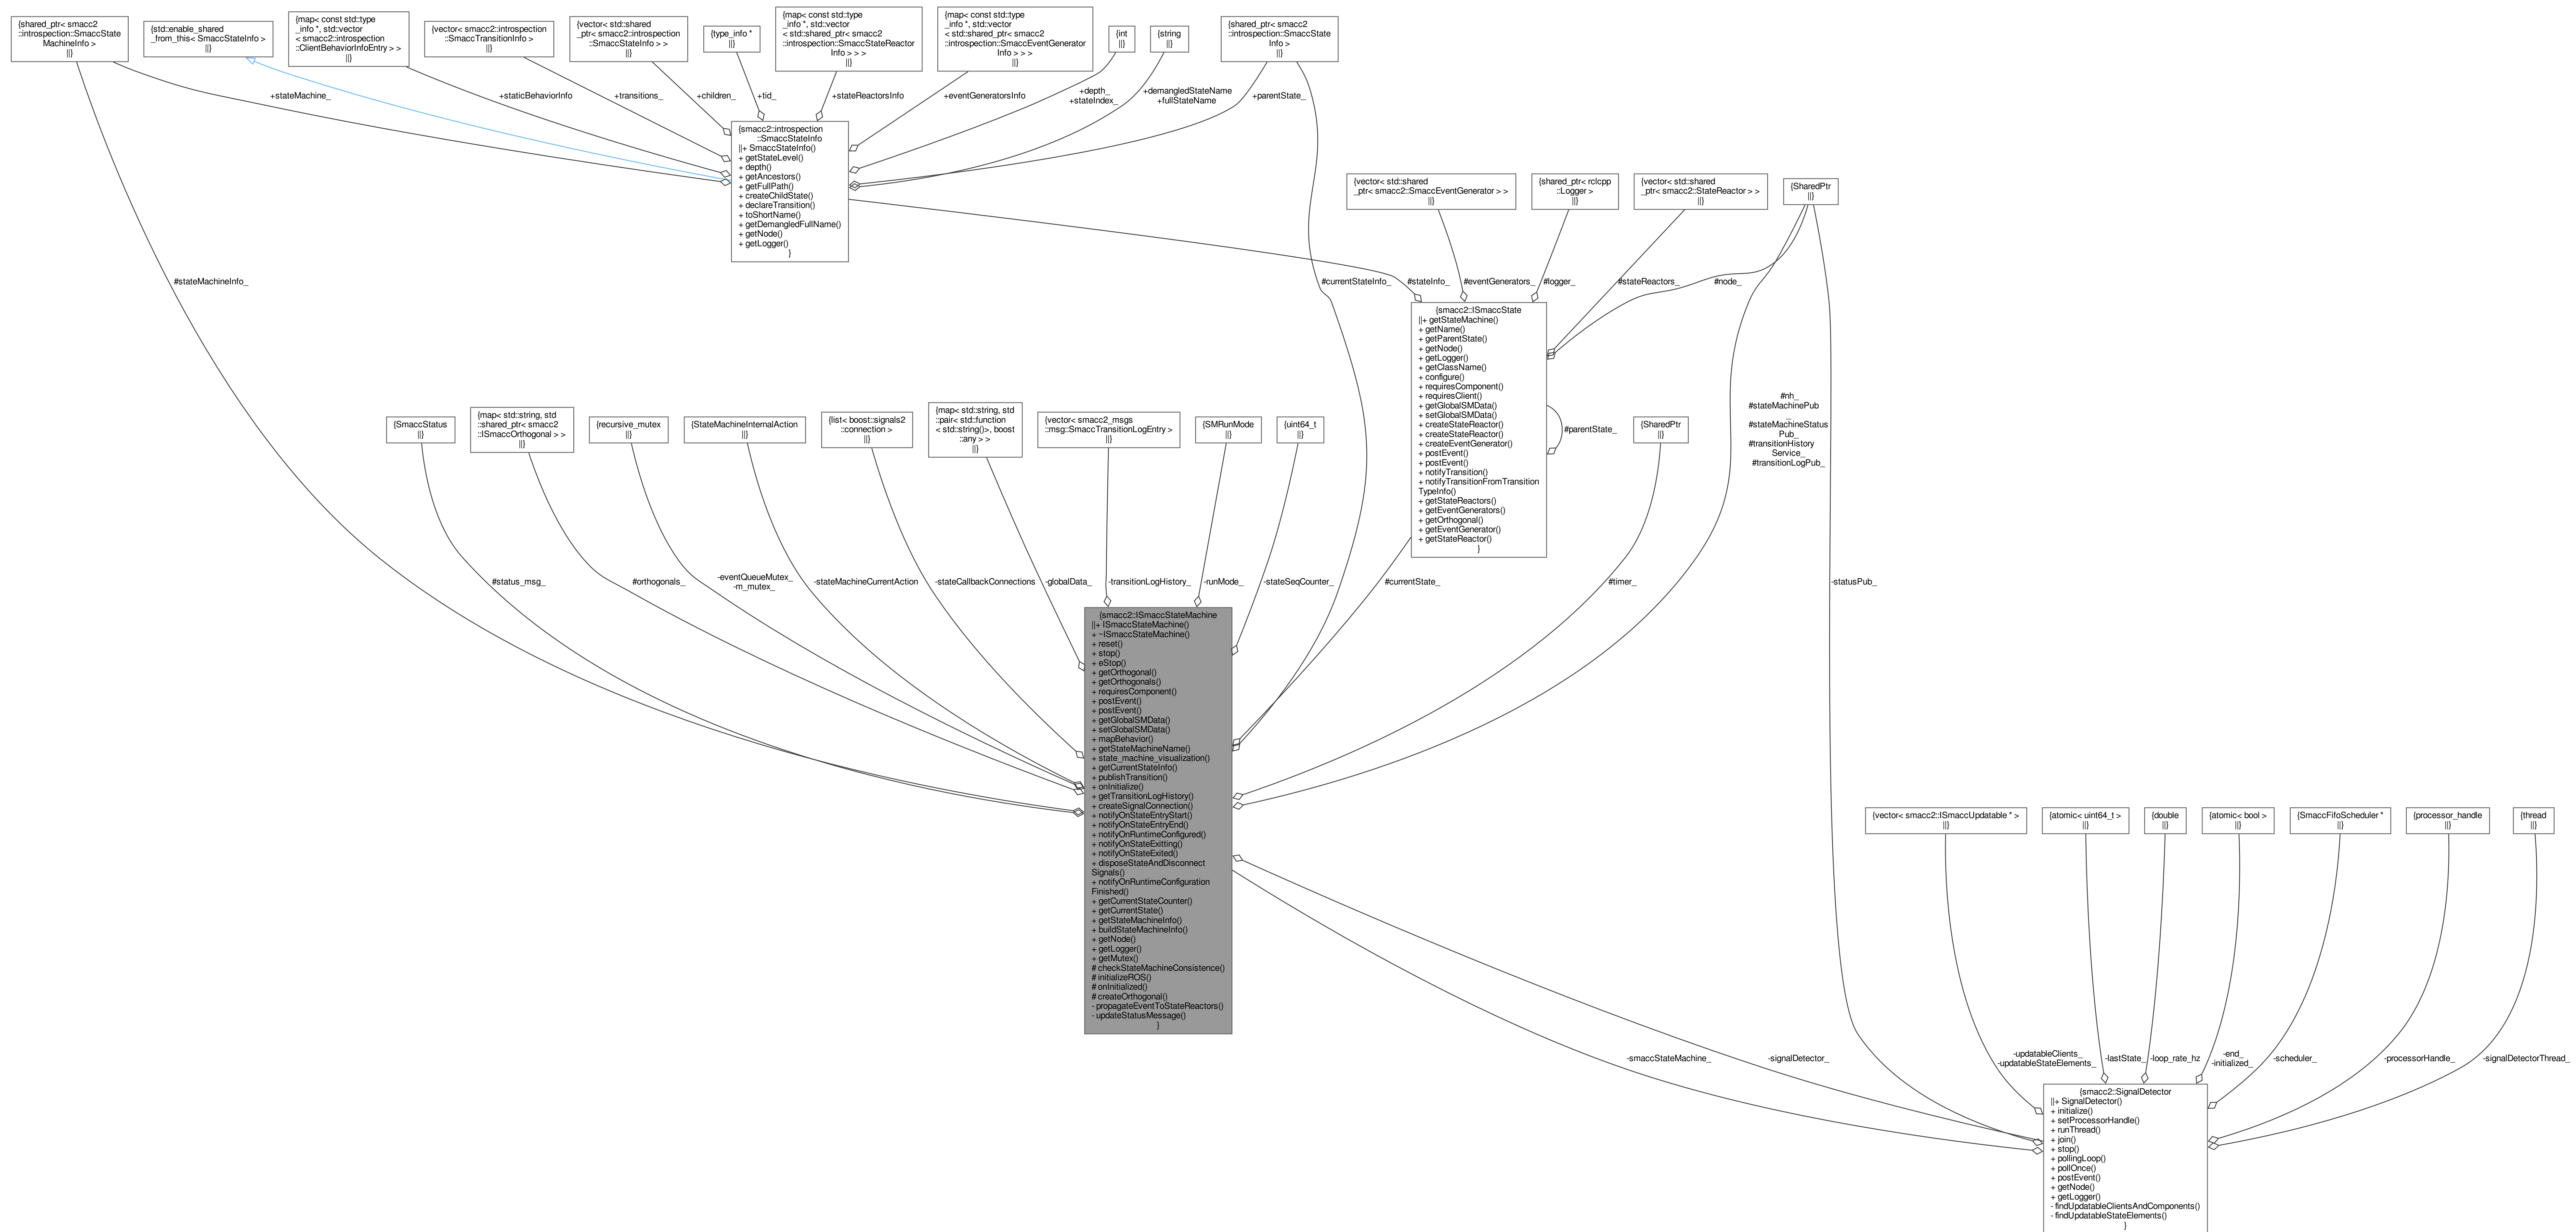 {shared_ptr< smacc2
::introspection::SmaccState
MachineInfo >
||}
{std::enable_shared
_from_this< SmaccStateInfo >
||}
{map< const std::type
_info *, std::vector
< smacc2::introspection
::ClientBehaviorInfoEntry > >
||}
{vector< smacc2::introspection
::SmaccTransitionInfo >
||}
{vector< std::shared
_ptr< smacc2::introspection
::SmaccStateInfo > >
||}
{type_info *
||}
{map< const std::type
_info *, std::vector
< std::shared_ptr< smacc2
::introspection::SmaccStateReactor
Info > > >
||}
{map< const std::type
_info *, std::vector
< std::shared_ptr< smacc2
::introspection::SmaccEventGenerator
Info > > >
||}
{int
||}
{string
||}
{shared_ptr< smacc2
::introspection::SmaccState
Info >
||}
+stateMachine_
+staticBehaviorInfo
+transitions_
+children_
+tid_
+stateReactorsInfo
+eventGeneratorsInfo
+depth_
+stateIndex_
+demangledStateName
+fullStateName
+parentState_
{smacc2::introspection
::SmaccStateInfo
||+ SmaccStateInfo()
+ getStateLevel()
+ depth()
+ getAncestors()
+ getFullPath()
+ createChildState()
+ declareTransition()
+ toShortName()
+ getDemangledFullName()
+ getNode()
+ getLogger()
}
{vector< std::shared
_ptr< smacc2::SmaccEventGenerator > >
||}
{shared_ptr< rclcpp
::Logger >
||}
{vector< std::shared
_ptr< smacc2::StateReactor > >
||}
{SharedPtr
||}
#stateMachineInfo_
#currentStateInfo_
#stateInfo_
#eventGenerators_
#logger_
#stateReactors_
#node_
{smacc2::ISmaccState
||+ getStateMachine()
+ getName()
+ getParentState()
+ getNode()
+ getLogger()
+ getClassName()
+ configure()
+ requiresComponent()
+ requiresClient()
+ getGlobalSMData()
+ setGlobalSMData()
+ createStateReactor()
+ createStateReactor()
+ createEventGenerator()
+ postEvent()
+ postEvent()
+ notifyTransition()
+ notifyTransitionFromTransition
TypeInfo()
+ getStateReactors()
+ getEventGenerators()
+ getOrthogonal()
+ getEventGenerator()
+ getStateReactor()
}
#parentState_
#nh_
#stateMachinePub
_
#stateMachineStatus
Pub_
#transitionHistory
Service_
#transitionLogPub_
{SmaccStatus
||}
{map< std::string, std
::shared_ptr< smacc2
::ISmaccOrthogonal > >
||}
{recursive_mutex
||}
{StateMachineInternalAction
||}
{list< boost::signals2
::connection >
||}
{map< std::string, std
::pair< std::function
< std::string()>, boost
::any > >
||}
{vector< smacc2_msgs
::msg::SmaccTransitionLogEntry >
||}
{SMRunMode
||}
{uint64_t
||}
{SharedPtr
||}
#status_msg_
#orthogonals_
-eventQueueMutex_
-m_mutex_
-stateMachineCurrentAction
-stateCallbackConnections
-globalData_
-transitionLogHistory_
-runMode_
-stateSeqCounter_
#currentState_
#timer_
-statusPub_
{smacc2::ISmaccStateMachine
||+ ISmaccStateMachine()
+ ~ISmaccStateMachine()
+ reset()
+ stop()
+ eStop()
+ getOrthogonal()
+ getOrthogonals()
+ requiresComponent()
+ postEvent()
+ postEvent()
+ getGlobalSMData()
+ setGlobalSMData()
+ mapBehavior()
+ getStateMachineName()
+ state_machine_visualization()
+ getCurrentStateInfo()
+ publishTransition()
+ onInitialize()
+ getTransitionLogHistory()
+ createSignalConnection()
+ notifyOnStateEntryStart()
+ notifyOnStateEntryEnd()
+ notifyOnRuntimeConfigured()
+ notifyOnStateExitting()
+ notifyOnStateExited()
+ disposeStateAndDisconnect
Signals()
+ notifyOnRuntimeConfiguration
Finished()
+ getCurrentStateCounter()
+ getCurrentState()
+ getStateMachineInfo()
+ buildStateMachineInfo()
+ getNode()
+ getLogger()
+ getMutex()
# checkStateMachineConsistence()
# initializeROS()
# onInitialized()
# createOrthogonal()
- propagateEventToStateReactors()
- updateStatusMessage()
}
{vector< smacc2::ISmaccUpdatable * >
||}
{atomic< uint64_t >
||}
{double
||}
{atomic< bool >
||}
{SmaccFifoScheduler *
||}
{processor_handle
||}
{thread
||}
-smaccStateMachine_
-signalDetector_
-updatableClients_
-updatableStateElements_
-lastState_
-loop_rate_hz
-end_
-initialized_
-scheduler_
-processorHandle_
-signalDetectorThread_
{smacc2::SignalDetector
||+ SignalDetector()
+ initialize()
+ setProcessorHandle()
+ runThread()
+ join()
+ stop()
+ pollingLoop()
+ pollOnce()
+ postEvent()
+ getNode()
+ getLogger()
- findUpdatableClientsAndComponents()
- findUpdatableStateElements()
}